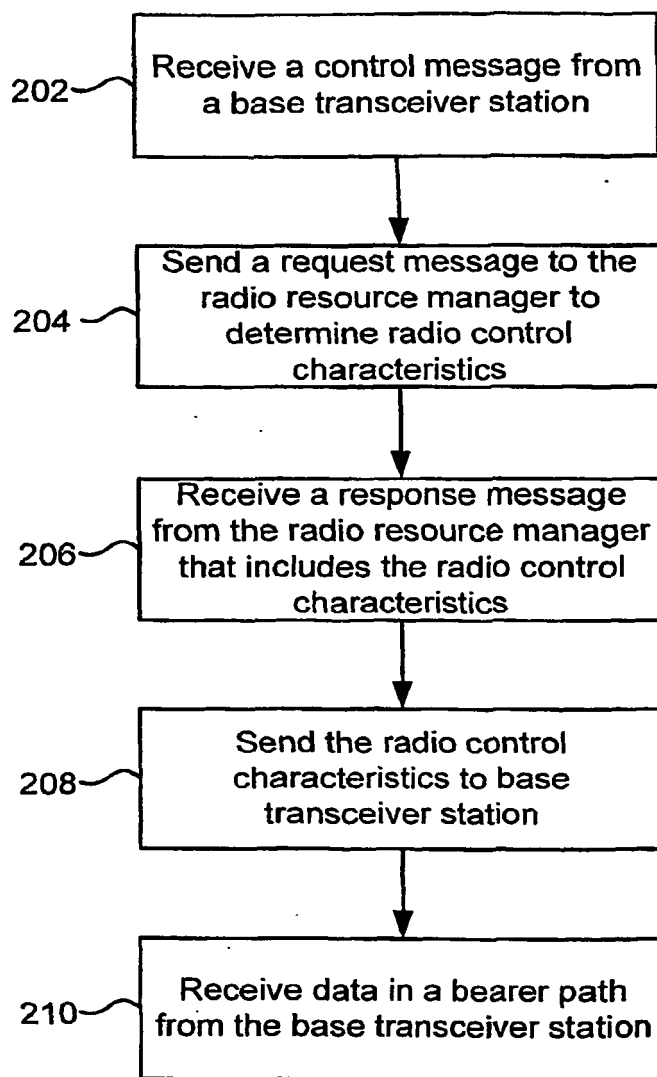 202
Receive a control message from
a base transceiver station
204
Send a request message to the
radio resource manager to
determine radio control
characteristics
206
Receive a response message
from the radio resource manager
that includes the radio control
characteristics
208
Send the radio control
characteristics to base
transceiver station
210
Receive data in a bearer path
from the base transceiver station